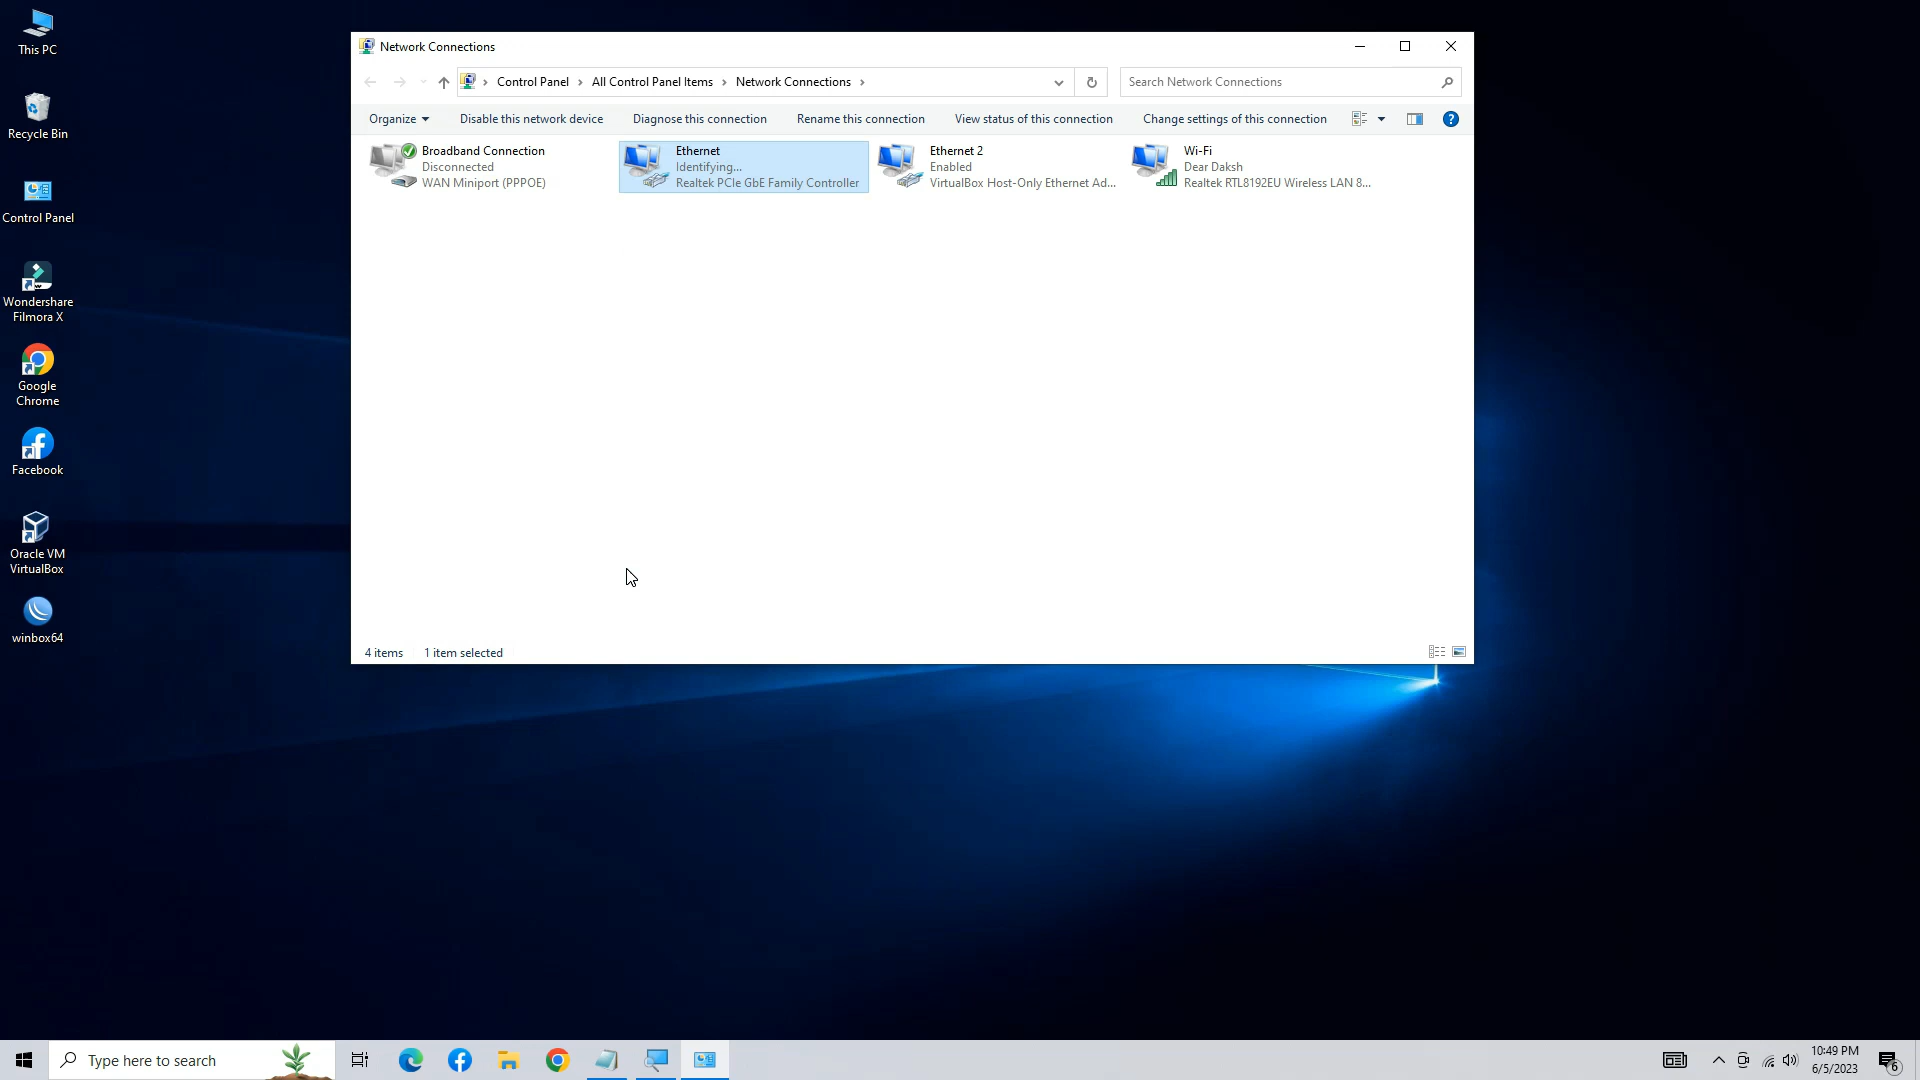 This PC
Recycle Bin
Control Panel
Wondershare
Filmora X
Google
Chrome
Facebook
Oracle VM
VirtualBox
winbox64
Network Connections
Control Panel
All Control Panel Items
Network Connections
Search Network Connections
Organize
Disable this network device
Diagnose this connection
Rename this connection
View status of this connection
Change settings of this connection
?
Broadband Connection
Disconnected
WAN Miniport (PPPOE)
Ethernet
Identifying...
Realtek PCIe GbE Family Controller
Ethernet 2
Enabled
VirtualBox Host-Only Ethernet Ad...
Wi-Fi
Dear Daksh
Realtek RTL8192EU Wireless LAN 8...
4 items
1 item selected
Type here to search
10:49 PM
6/5/2023
6